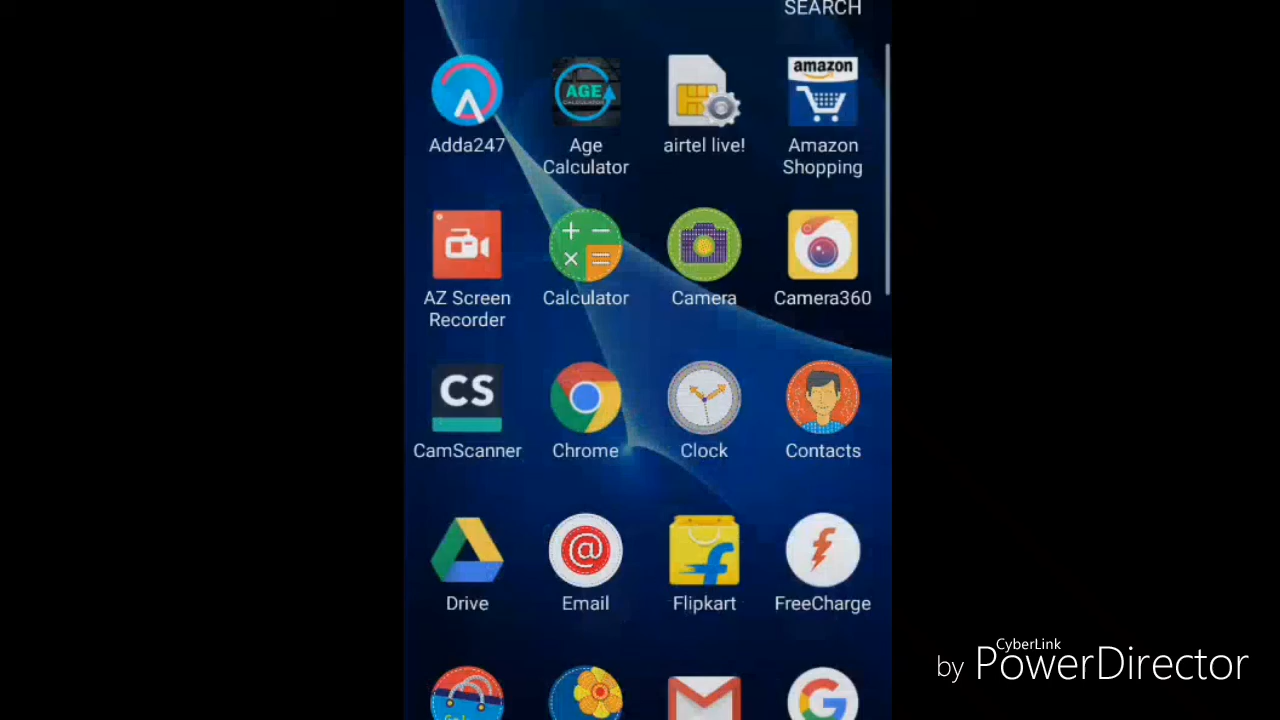 SEARCH
amazon
AGE
CALCULATOR
Adda247
Age
Calculator
airtel live!
Amazon
Shopping
AZ Screen
Recorder
Calculator
Camera
Camera360
CS
CamScanner
Chrome
Clock
Contacts
@
Drive
Email
Flipkart
FreeCharge
CyberLink
by PowerDirector